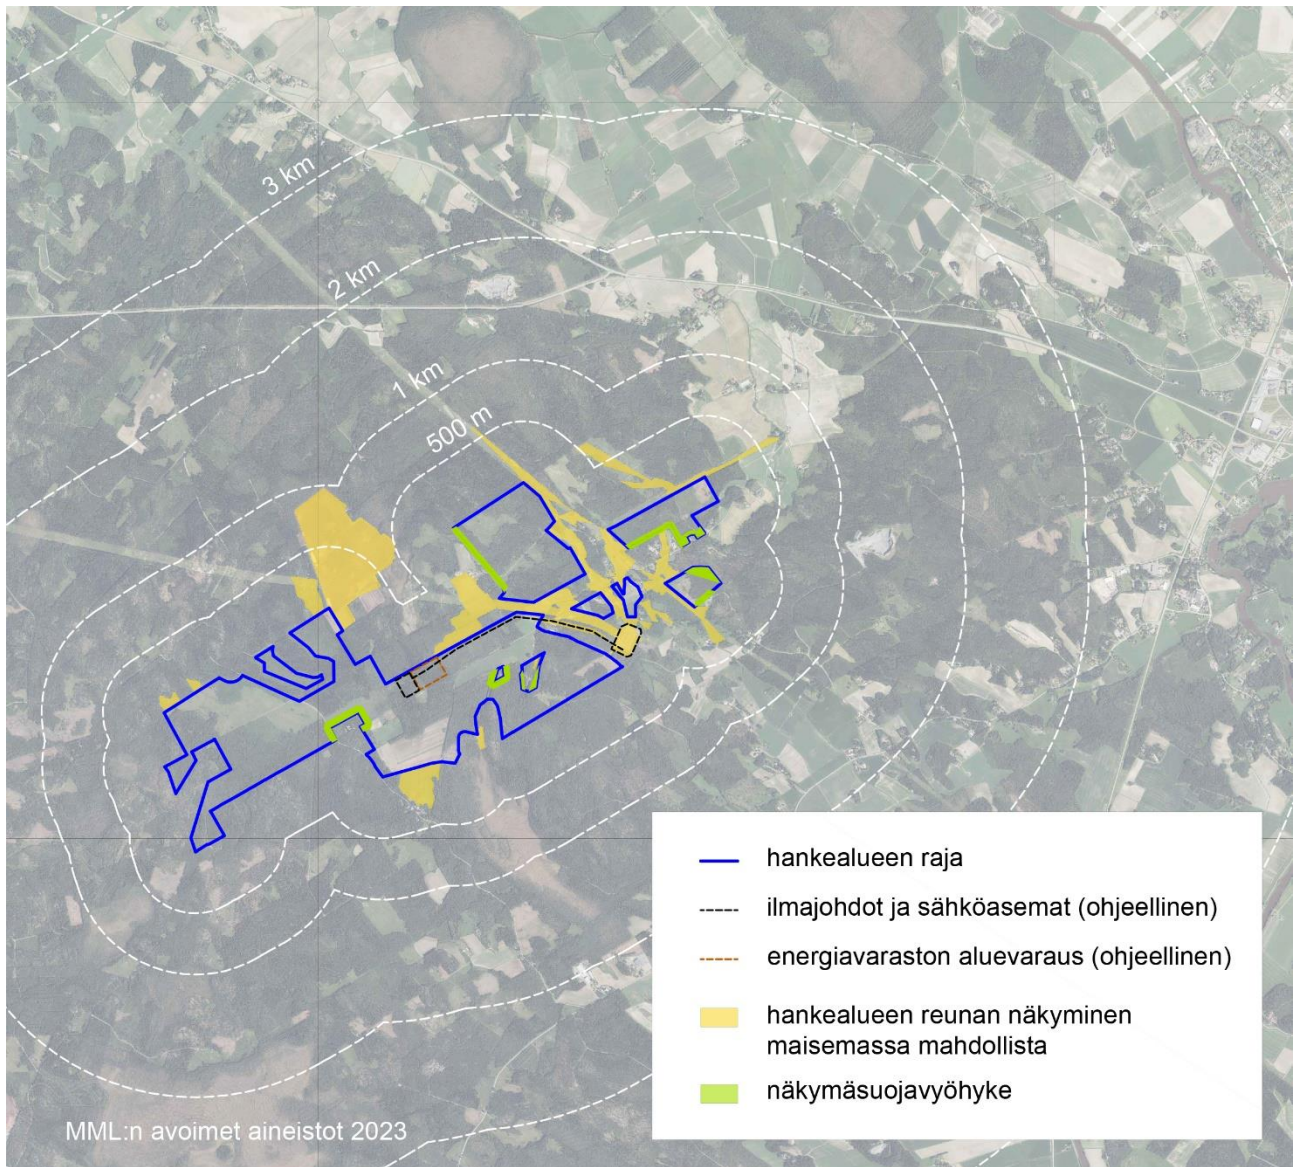 3 km
2 km
1 km
500 m
hankealueen raja
ilmajohdot ja sähköasemat (ohjeellinen)
energiavaraston aluevaraus (ohjeellinen)
hankealueen reunan näkyminen
maisemassa mahdollista
näkymäsuojavyöhyke
MML:n avoimet aineistot 2023